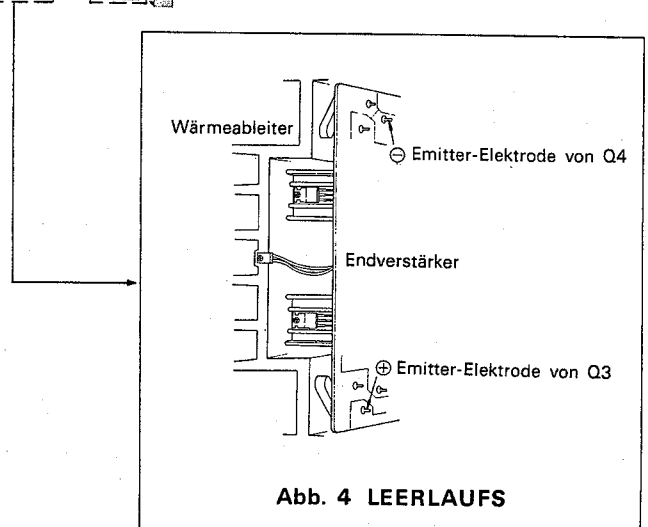 Wärmeableiter
⊖ Emitter-Elektrode von Q4
Endverstärker
⊕ Emitter-Elektrode von Q3
Abb. 4 LEERLAUFS